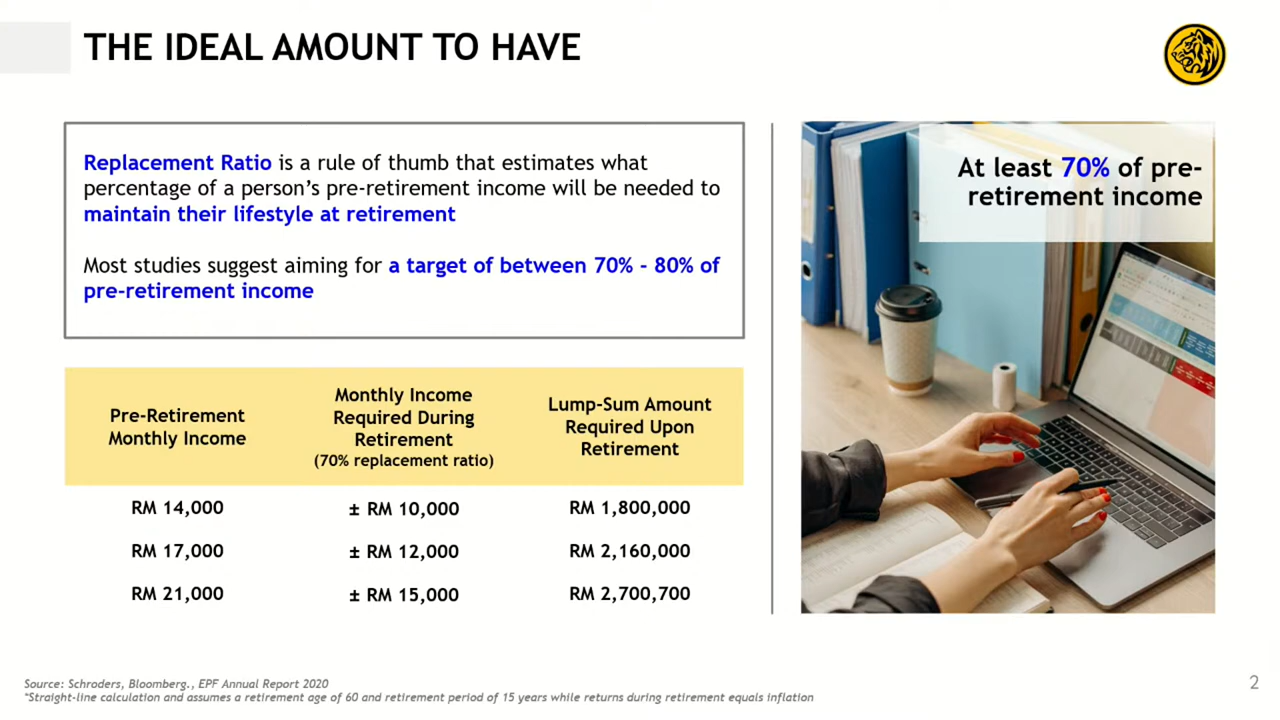 THE IDEAL AMOUNT TO HAVE
Replacement Ratio is a rule of thumb that estimates what
percentage of a person’s pre-retirement income will be needed to
maintain their lifestyle at retirement
Most studies suggest aiming for a target of between 70% - 80% of
pre-retirement income
At least 70% of pre-
retirement income
Pre-Retirement
Monthly Income
Monthly Income
Required During
Retirement
(70% replacement ratio)
Lump-Sum Amount
Required Upon
Retirement
RM 14,000 ± RM 10,000 RM 1,800,000
RM 17,000 ± RM 12,000 RM 2,160,000
RM 21,000 ± RM 15,000 RM 2,700,700
Source: Schroders, Bloomberg., EPF Annual Report 2020
*Straight-line calculation and assumes a retirement age of 60 and retirement period of 15 years while returns during retirement equals inflation
2